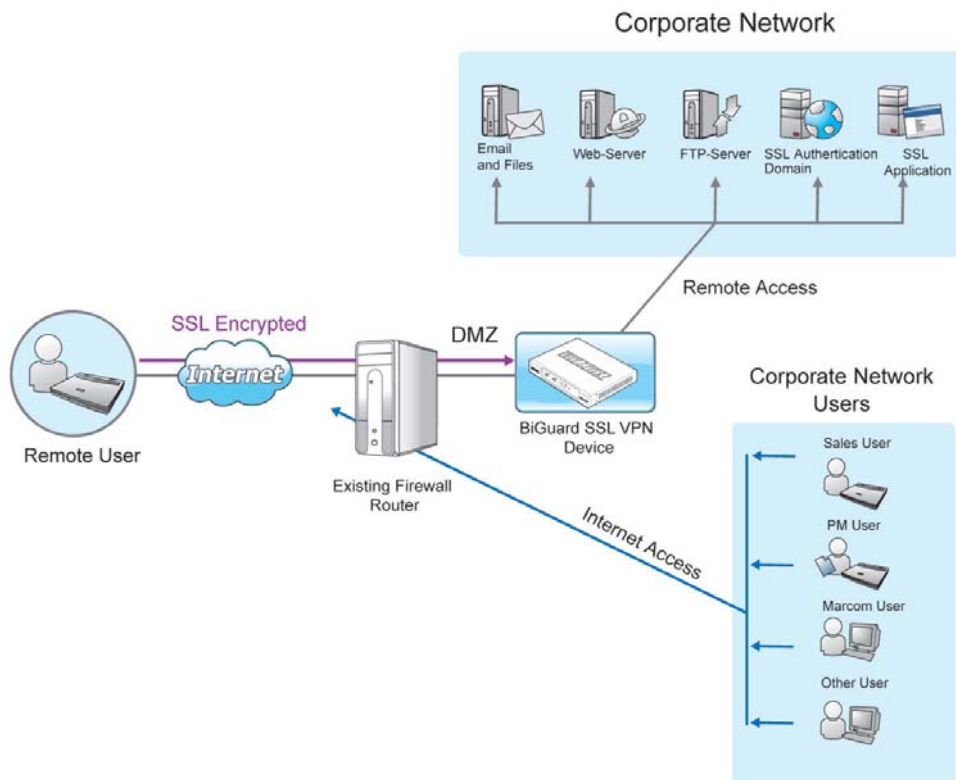 Corporate Network
Email
and Files
Web-Server
FTP-Server
SSL Authertication
Domain
SSL
Application
Remote Access
SSL Encrypted
DMZ
Internet
Remote User
Existing Firewall
Router
BiGuard SSL VPN
Device
Internet Access
Corporate Network
Users
Sales User
PM User
Marcom User
Other User